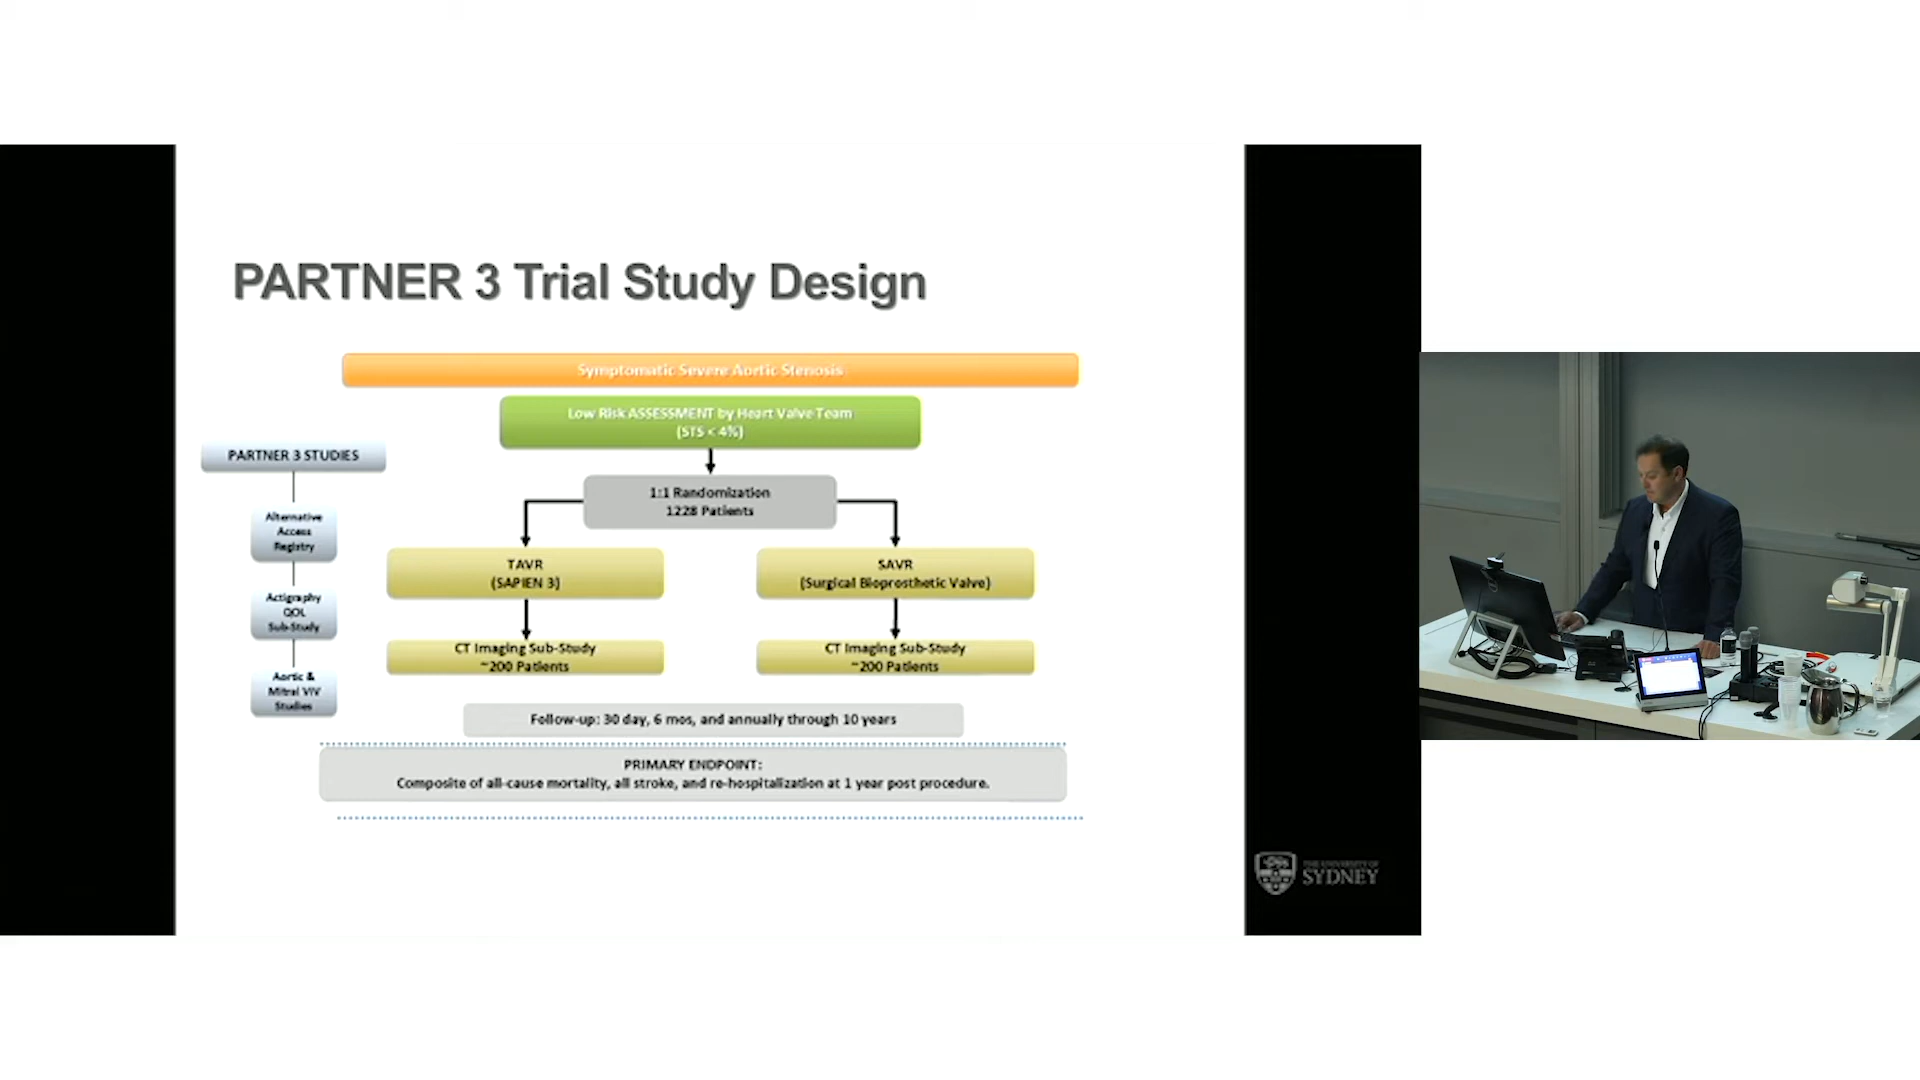 PARTNER 3 Trial Study Design
Symptomatic Severe Aortic Stenosis
Low Risk ASSESSMENT by Heart Valve Team
(STS < 4%)
PARTNER 3 STUDIES
Alternative
Access
Registry
Actigraphy
QOL
Sub-Study
Aortic &
Mitral VIV
Studies
1:1 Randomization
1228 Patients
TAVR
(SAPIEN 3)
SAVR
(Surgical Bioprosthetic Valve)
CT Imaging Sub-Study
~200 Patients
CT Imaging Sub-Study
~200 Patients
Follow-up: 30 day, 6 mos, and annually through 10 years
PRIMARY ENDPOINT:
Composite of all-cause mortality, all stroke, and re-hospitalization at 1 year post procedure.
THE UNIVERSITY OF
SYDNEY